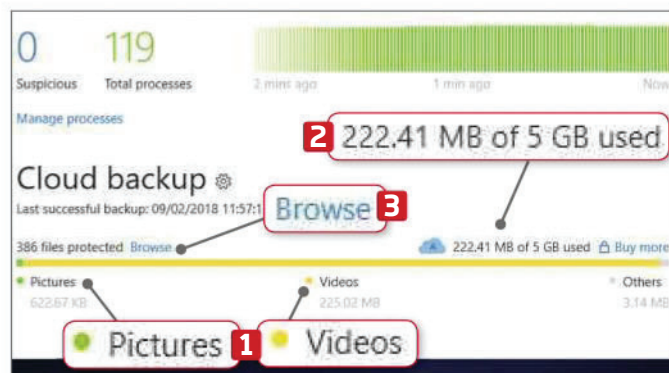 0
119
Suspicious
Total processes
2 mins ago
1 min ago
Now
Manage processes
2
222.41 MB of 5 GB used
Cloud backup
Last successful backup: 09/02/2018 11:57:1
Browse
3
386 files protected Browse
222.41 MB of 5 GB used
Buy more
Pictures
Videos
Others
622.67 KB
225.02 MB
3.14 MB
Pictures
1
Videos